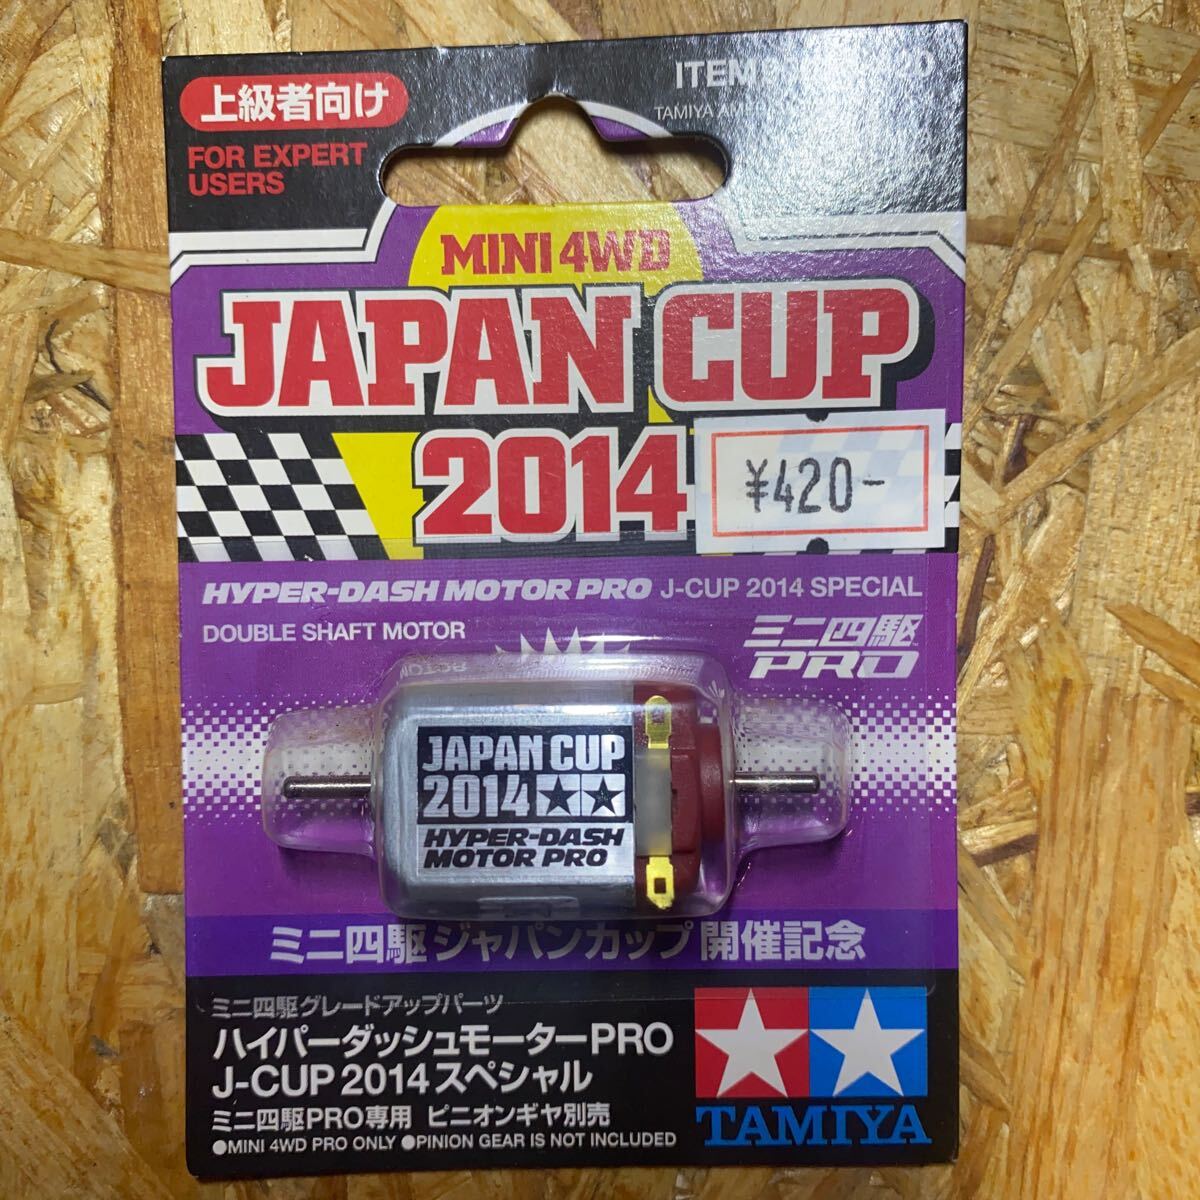 上級者向け
FOR EXPERT
USERS
ITEM
MINI 4WD
JAPAN CUP
2014
¥420-
HYPER-DASH MOTOR PRO J-CUP 2014 SPECIAL
DOUBLE SHAFT MOTOR
ミニ四駆
PRO
JAPAN CUP
2014
HYPER-DASH
MOTOR PRO
ミニ四駆 ジャパンカップ 開催記念
ミニ四駆グレードアップパーツ
ハイパーダッシュモーターPRO
J-CUP 2014 スペシャル
ミニ四駆PRO専用 ピニオンギヤ別売
●MINI 4WD PRO ONLY ●PINION GEAR IS NOT INCLUDED
TAMIYA